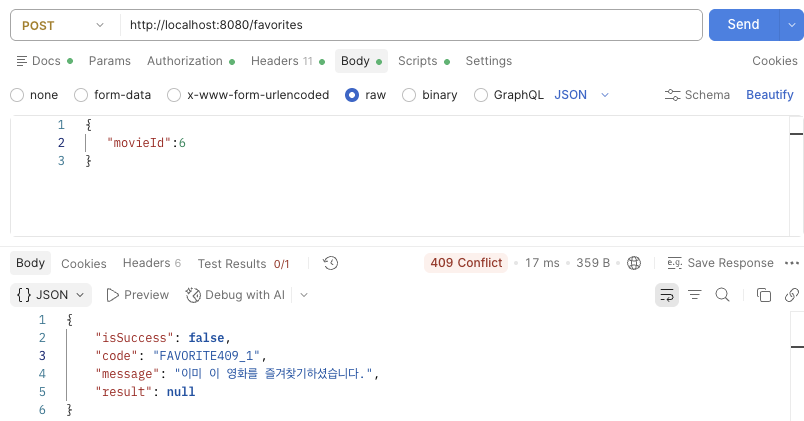 POST http://localhost:8080/favorites Send
Docs Params Authorization Headers 11 Body Scripts Settings Cookies
none form-data x-www-form-urlencoded raw binary GraphQL JSON Schema Beautify
1 {
2 "movieId":6
3 }
Body Cookies Headers 6 Test Results 0/1 409 Conflict 17 ms 359 B e.g. Save Response
{} JSON Preview Debug with AI
1 {
2 "isSuccess": false,
3 "code": "FAVORITE409_1",
4 "message": "이미 이 영화를 즐겨찾기하셨습니다.",
5 "result": null
6 }